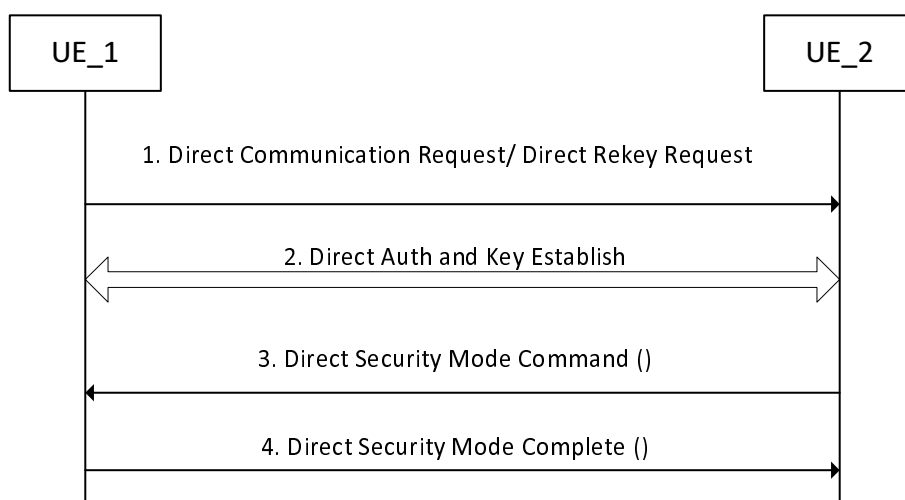 UE_1
UE_2
1. Direct Communication Request/ Direct Rekey Request
2. Direct Auth and Key Establish
3. Direct Security Mode Command ()
4. Direct Security Mode Complete ()